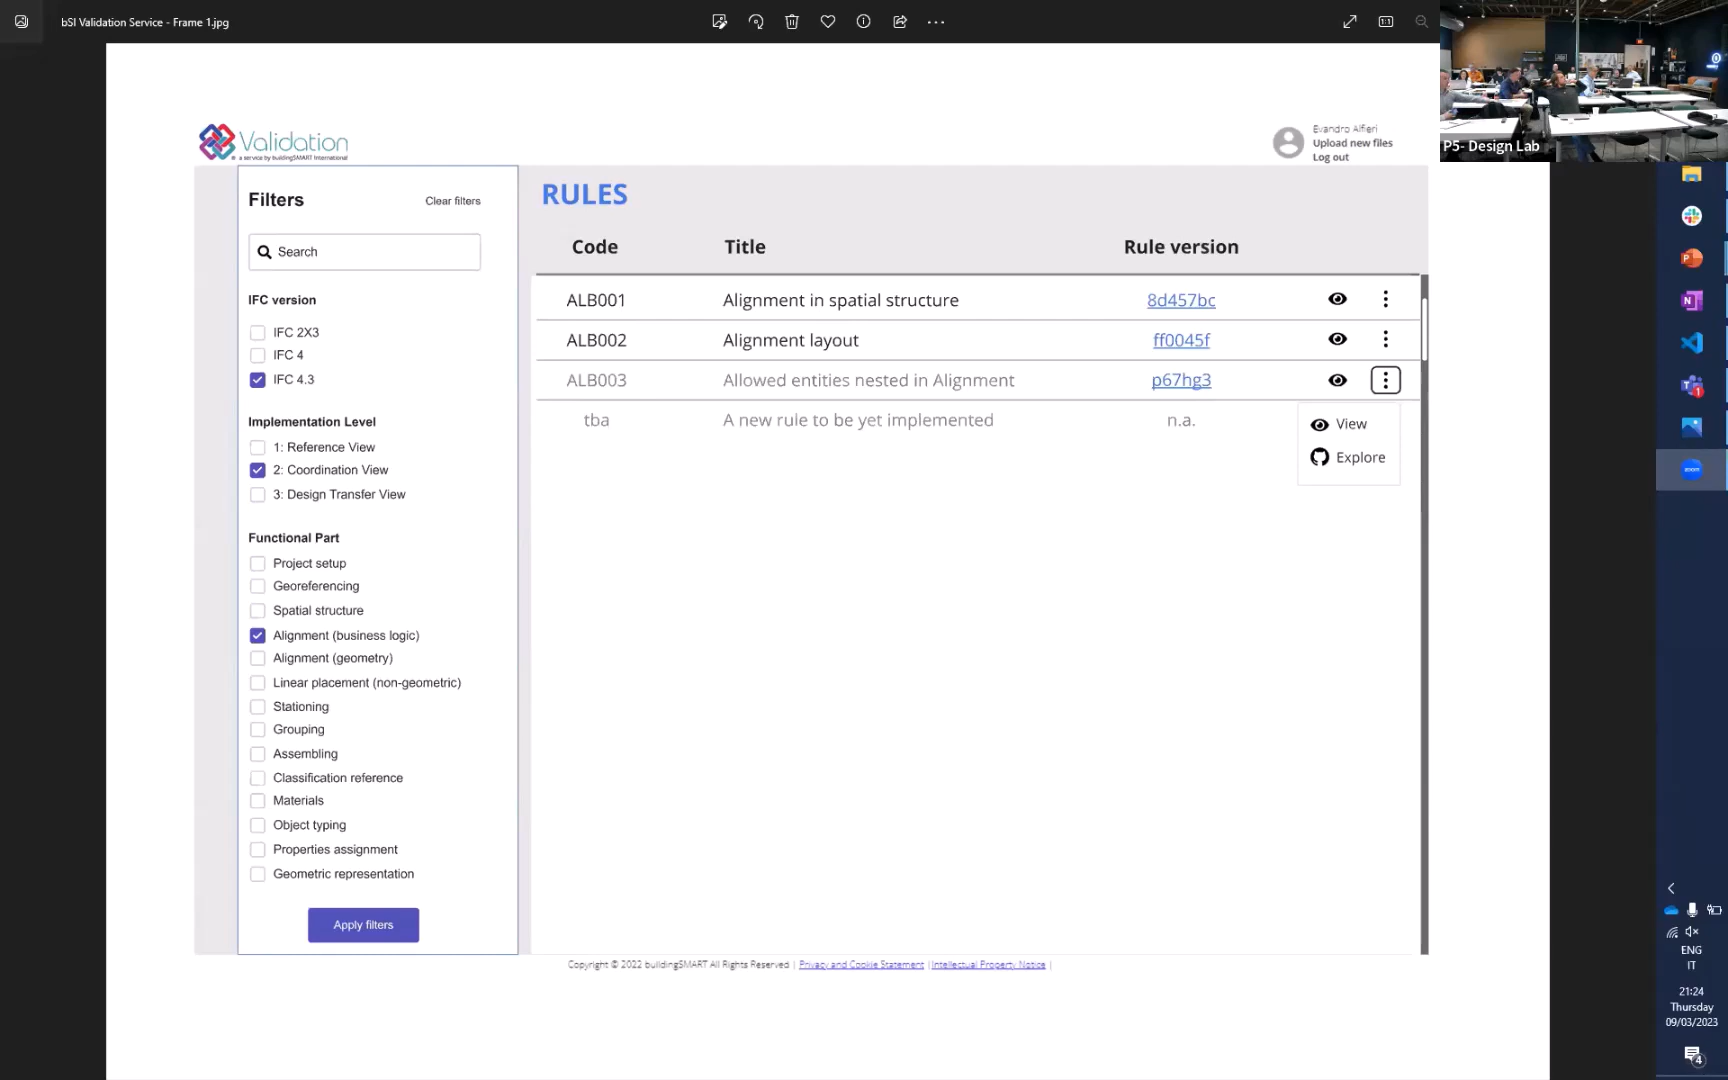 bSI Validation Service - Frame 1.jpg
P5- Design Lab
Validation
a service by buildingSMART International
Evandro Alfieri
Upload new files
Log out
Filters
Clear filters
Search
IFC version
IFC 2X3
IFC 4
IFC 4.3
Implementation Level
1: Reference View
2: Coordination View
3: Design Transfer View
Functional Part
Project setup
Georeferencing
Spatial structure
Alignment (business logic)
Alignment (geometry)
Linear placement (non-geometric)
Stationing
Grouping
Assembling
Classification reference
Materials
Object typing
Properties assignment
Geometric representation
Apply filters
RULES
Code Title Rule version
ALB001 Alignment in spatial structure 8d457bc
ALB002 Alignment layout ff0045f
ALB003 Allowed entities nested in Alignment p67hg3
tba A new rule to be yet implemented n.a.
View
Explore
Copyright © 2022 buildingSMART All Rights Reserved | Privacy and Cookie Statement | Intellectual Property Notice |
zoom
ENG
IT
21:24
Thursday
09/03/2023
4